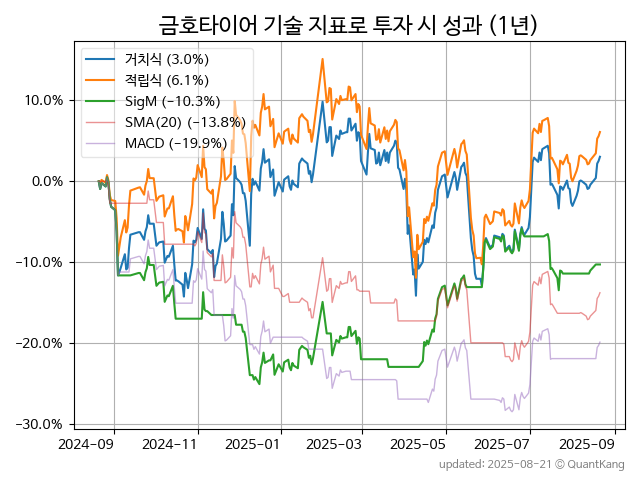 금호타이어 기술 지표로 투자 시 성과 (1년)
거치식 (3.0%)
적립식 (6.1%)
SigM (−10.3%)
SMA(20) (−13.8%)
MACD (−19.9%)
10.0%
0.0%
−10.0%
−20.0%
−30.0%
2024-09 2024-11 2025-01 2025-03 2025-05 2025-07 2025-09
updated: 2025-08-21 © QuantKang